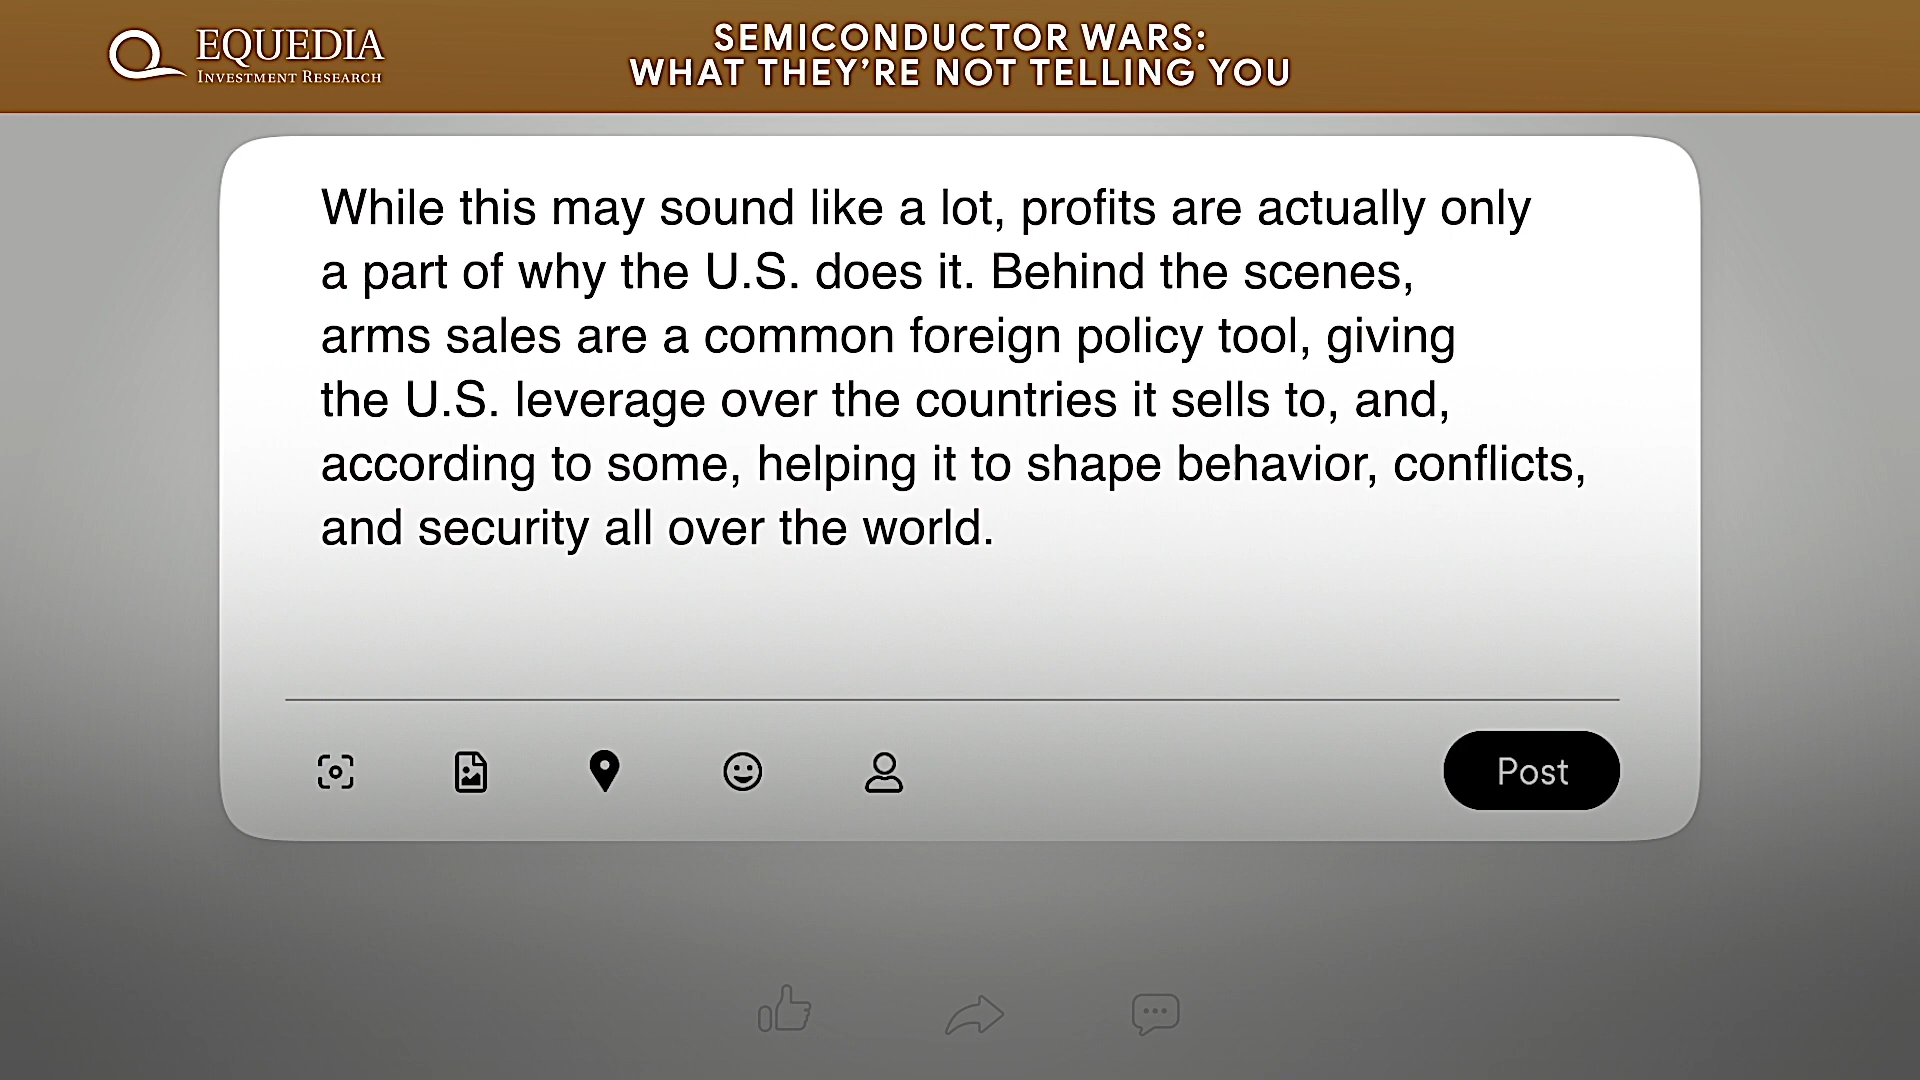 EQUEDIA
INVESTMENT RESEARCH
SEMICONDUCTOR WARS:
WHAT THEY'RE NOT TELLING YOU
While this may sound like a lot, profits are actually only
a part of why the U.S. does it. Behind the scenes,
arms sales are a common foreign policy tool, giving
the U.S. leverage over the countries it sells to, and,
according to some, helping it to shape behavior, conflicts,
and security all over the world.
Post